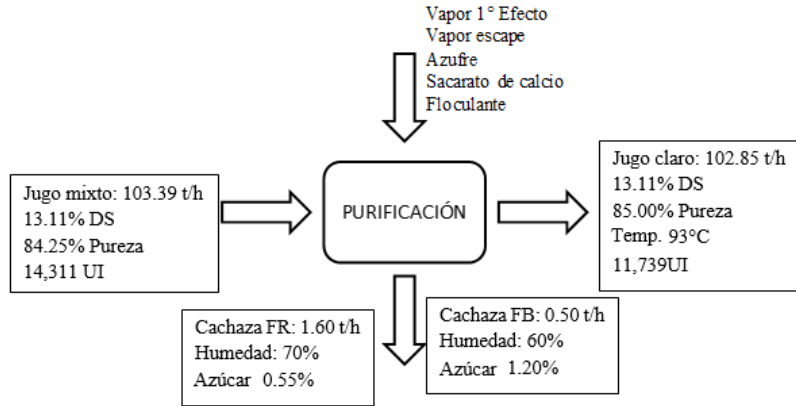 Vapor 1° Efecto
Vapor escape
Azufre
Sacarato de calcio
Floculante
Jugo mixto: 103.39 t/h
13.11% DS
84.25% Pureza
14,311 UI
PURIFICACIÓN
Jugo claro: 102.85 t/h
13.11% DS
85.00% Pureza
Temp. 93°C
11,739UI
Cachaza FR: 1.60 t/h
Humedad: 70%
Azúcar 0.55%
Cachaza FB: 0.50 t/h
Humedad: 60%
Azúcar 1.20%